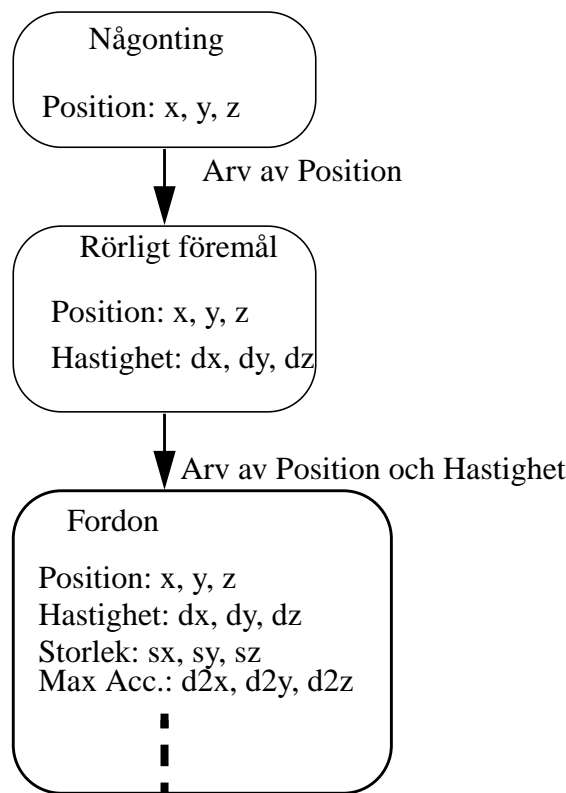 Någonting
Position: x, y, z
Arv av Position
Rörligt föremål
Position: x, y, z
Hastighet: dx, dy, dz
Arv av Position och Hastighet
Fordon
Position: x, y, z
Hastighet: dx, dy, dz
Storlek: sx, sy, sz
Max Acc.: d2x, d2y, d2z